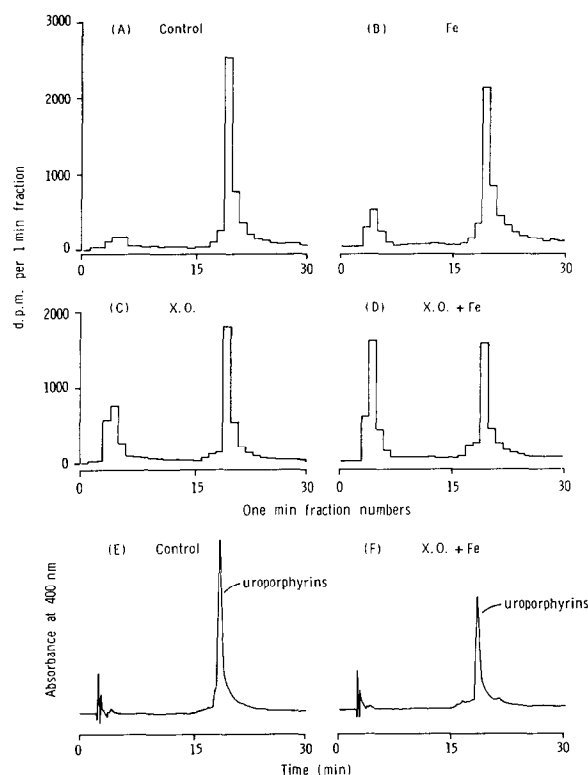 3000
(A) Control
(B) Fe
2000
1000
0
0 15 30
0 15 30
d.p.m. per 1 min fraction
2000
(C) X.O.
(D) X.O. + Fe
1000
0
0 15 30
0 15 30
One min fraction numbers
(E) Control
(F) X.O. + Fe
uroporphyrins
uroporphyrins
Absorbance at 400 nm
0 15 30
0 15 30
Time (min)